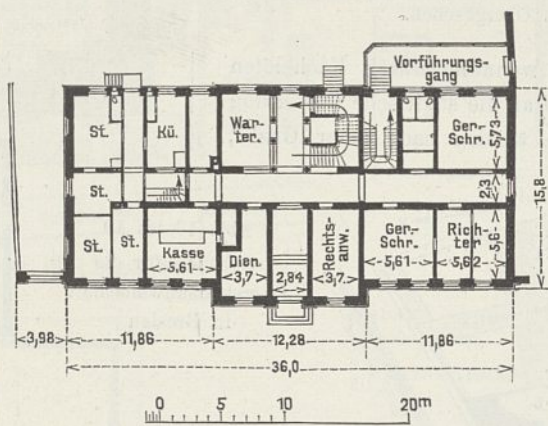 Vorführungs-
gang
St.
Kü.
War-
ter.
Ger.-
Schr.
5,73
15,8
2,3
St.
St.
St.
Kasse
5,61
Dien.
3,7
2,84
Rechts-
anw.
3,7
Ger.-
Schr.
5,61
Rich-
ter
5,62
5,6
3,98
11,86
12,28
11,86
36,0
0
5
10
20m